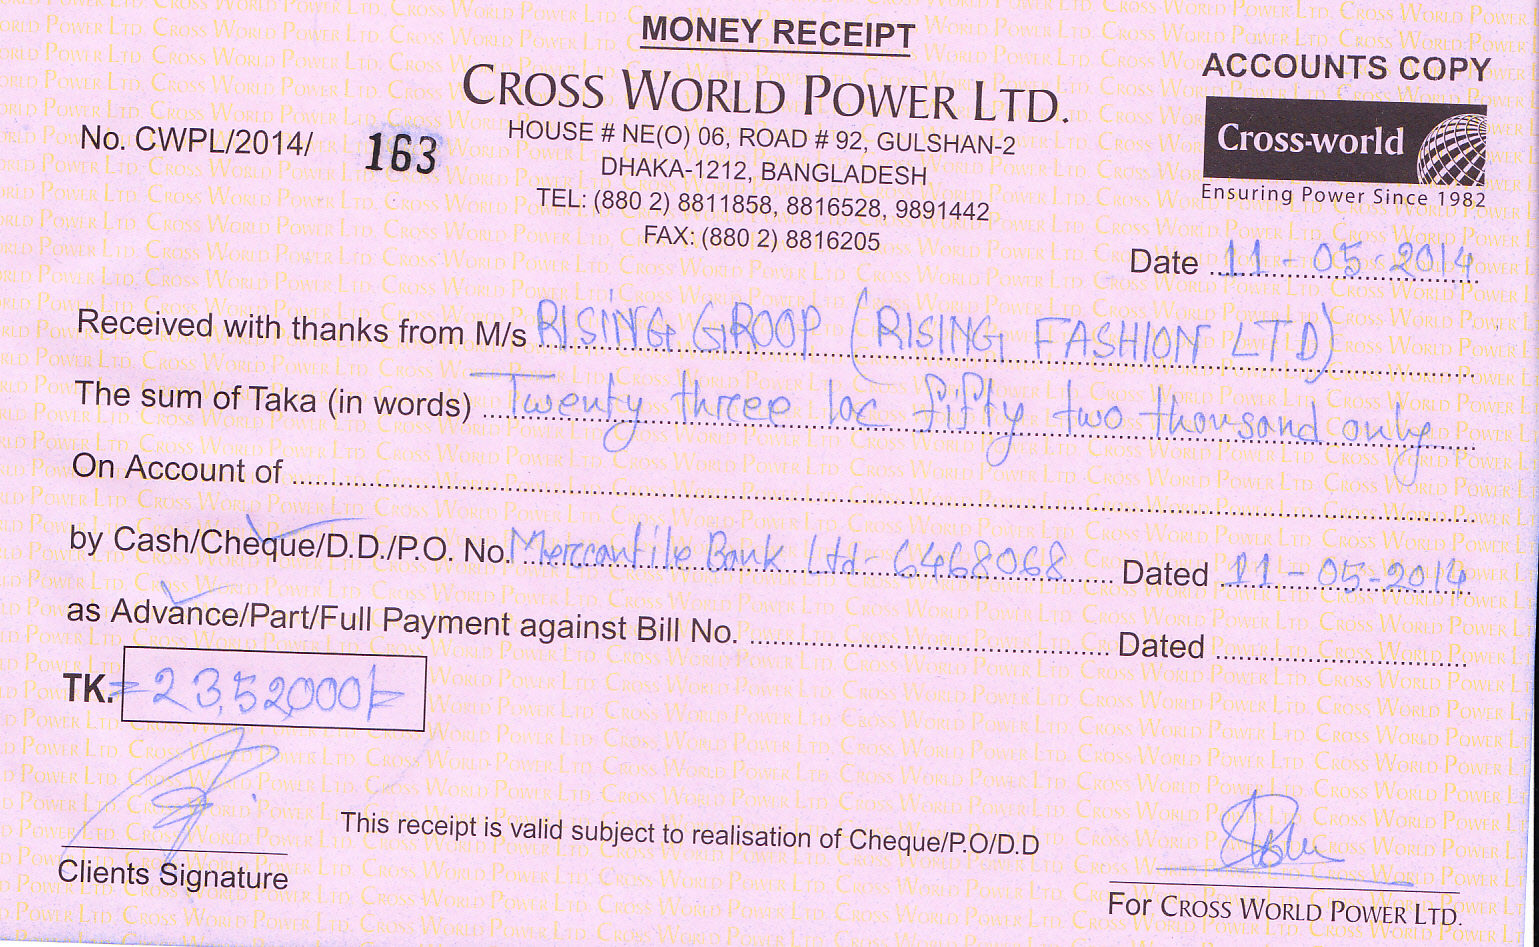 MONEY RECEIPT
CROSS WORLD POWER LTD.
HOUSE # NE(O) 06, ROAD # 92, GULSHAN-2
DHAKA-1212, BANGLADESH
TEL: (880 2) 8811858, 8816528, 9891442
FAX: (880 2) 8816205
ACCOUNTS COPY
Cross-world
Ensuring Power Since 1982
No. CWPL/2014/ 163
Date 11-05-2014
Received with thanks from M/s RISING GROOP (RISING FASHION LTD)
The sum of Taka (in words) Twenty three lac fifty two thousand only
On Account of
by Cash/Cheque/D.D./P.O. No. Mercantile Bank Ltd- 6468068 Dated 11-05-2014
as Advance/Part/Full Payment against Bill No. Dated
TK. =23,52,000/=
This receipt is valid subject to realisation of Cheque/P.O/D.D
Clients Signature
For CROSS WORLD POWER LTD.